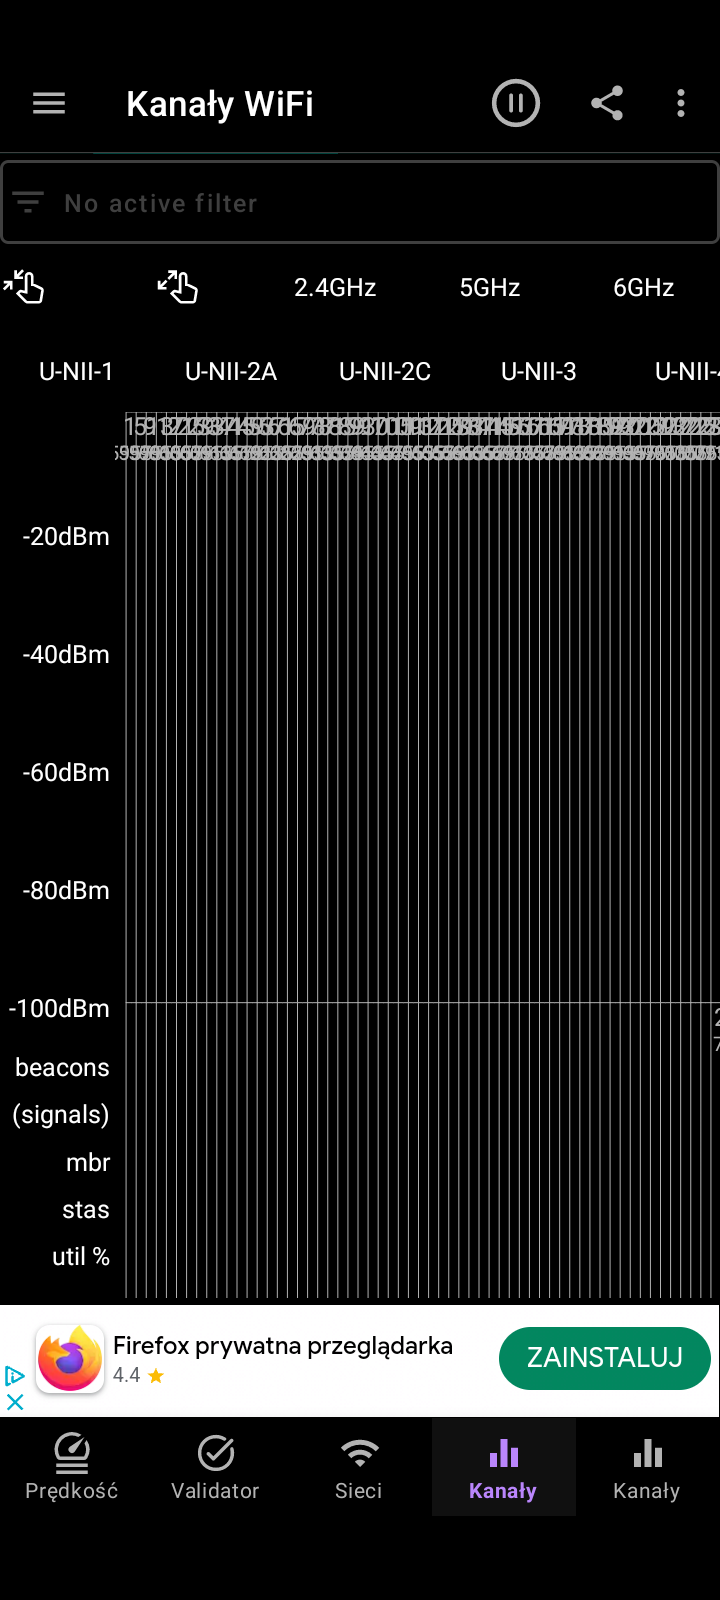 Kanały WiFi
No active filter
2.4GHz 5GHz 6GHz
U-NII-1 U-NII-2A U-NII-2C U-NII-3 U-NII-4
-20dBm
-40dBm
-60dBm
-80dBm
-100dBm
beacons
(signals)
mbr
stas
util %
Firefox prywatna przeglądarka
4.4
ZAINSTALUJ
Prędkość Validator Sieci Kanały Kanały